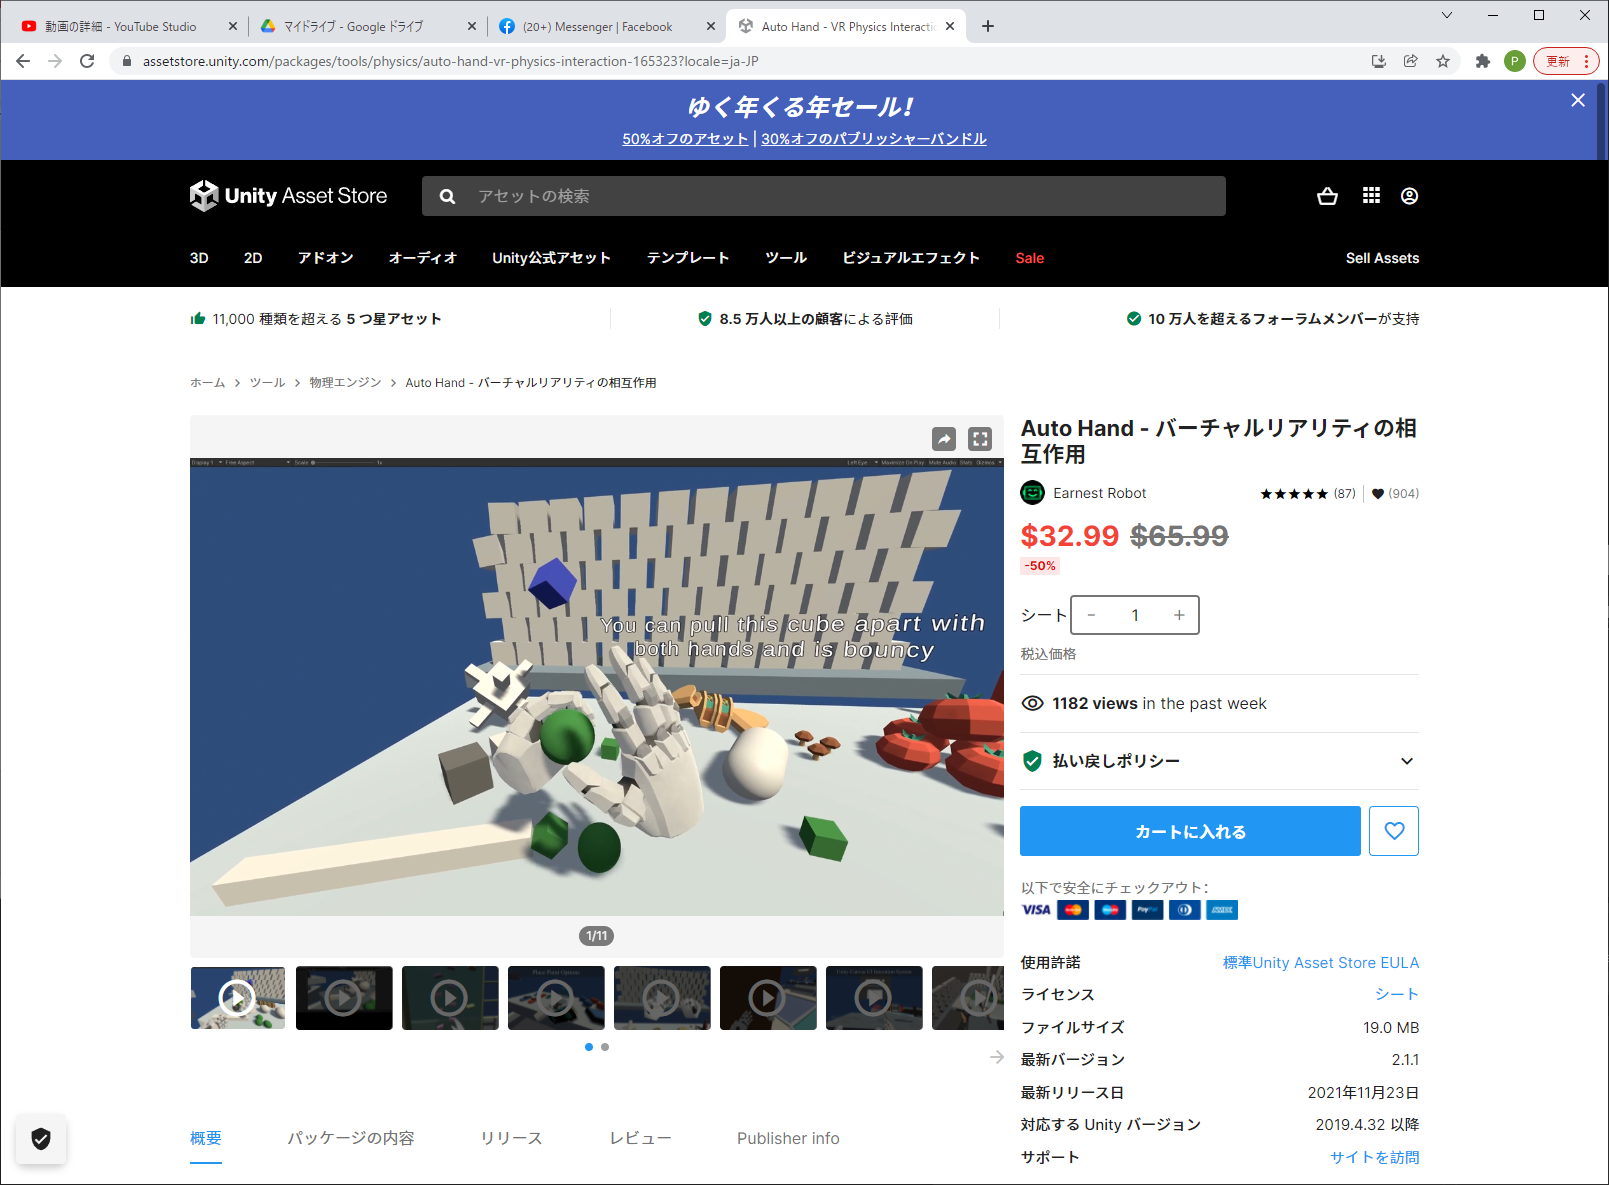 動画の詳細 - YouTube Studio
マイドライブ - Google ドライブ
(20+) Messenger | Facebook
Auto Hand - VR Physics Interactio
assetstore.unity.com/packages/tools/physics/auto-hand-vr-physics-interaction-165323?locale=ja-JP
P
更新
ゆく年くる年セール!
50%オフのアセット | 30%オフのパブリッシャーバンドル
Unity Asset Store
アセットの検索
3D
2D
アドオン
オーディオ
Unity公式アセット
テンプレート
ツール
ビジュアルエフェクト
Sale
Sell Assets
11,000 種類を超える 5 つ星アセット
8.5 万人以上の顧客による評価
10 万人を超えるフォーラムメンバーが支持
ホーム > ツール > 物理エンジン > Auto Hand - バーチャルリアリティの相互作用
Display 1 Free Aspect Scale 1x Left Eye Maximize On Play Mute Audio Stats Gizmos
You can pull this cube apart with
both hands and is bouncy
1/11
Auto Hand - バーチャルリアリティの相
互作用
Earnest Robot
★★★★★ (87)
(904)
$32.99 $65.99
-50%
シート - 1 +
税込価格
1182 views in the past week
払い戻しポリシー
カートに入れる
以下で安全にチェックアウト:
VISA
PayPal
AMEX
使用許諾 標準Unity Asset Store EULA
ライセンス シート
ファイルサイズ 19.0 MB
最新バージョン 2.1.1
最新リリース日 2021年11月23日
対応する Unity バージョン 2019.4.32 以降
サポート サイトを訪問
概要
パッケージの内容
リリース
レビュー
Publisher info